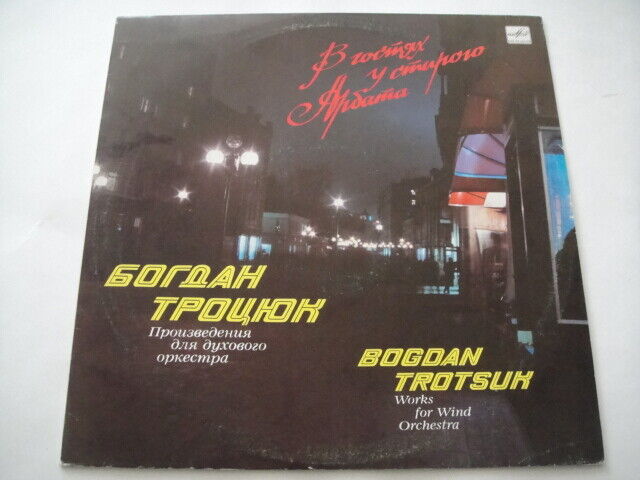 В гостях
у старого
Арбата
БОГДАН
ТРОЦЮК
Произведения
для духового
оркестра
BOGDAN
TROTSUK
Works
for Wind
Orchestra